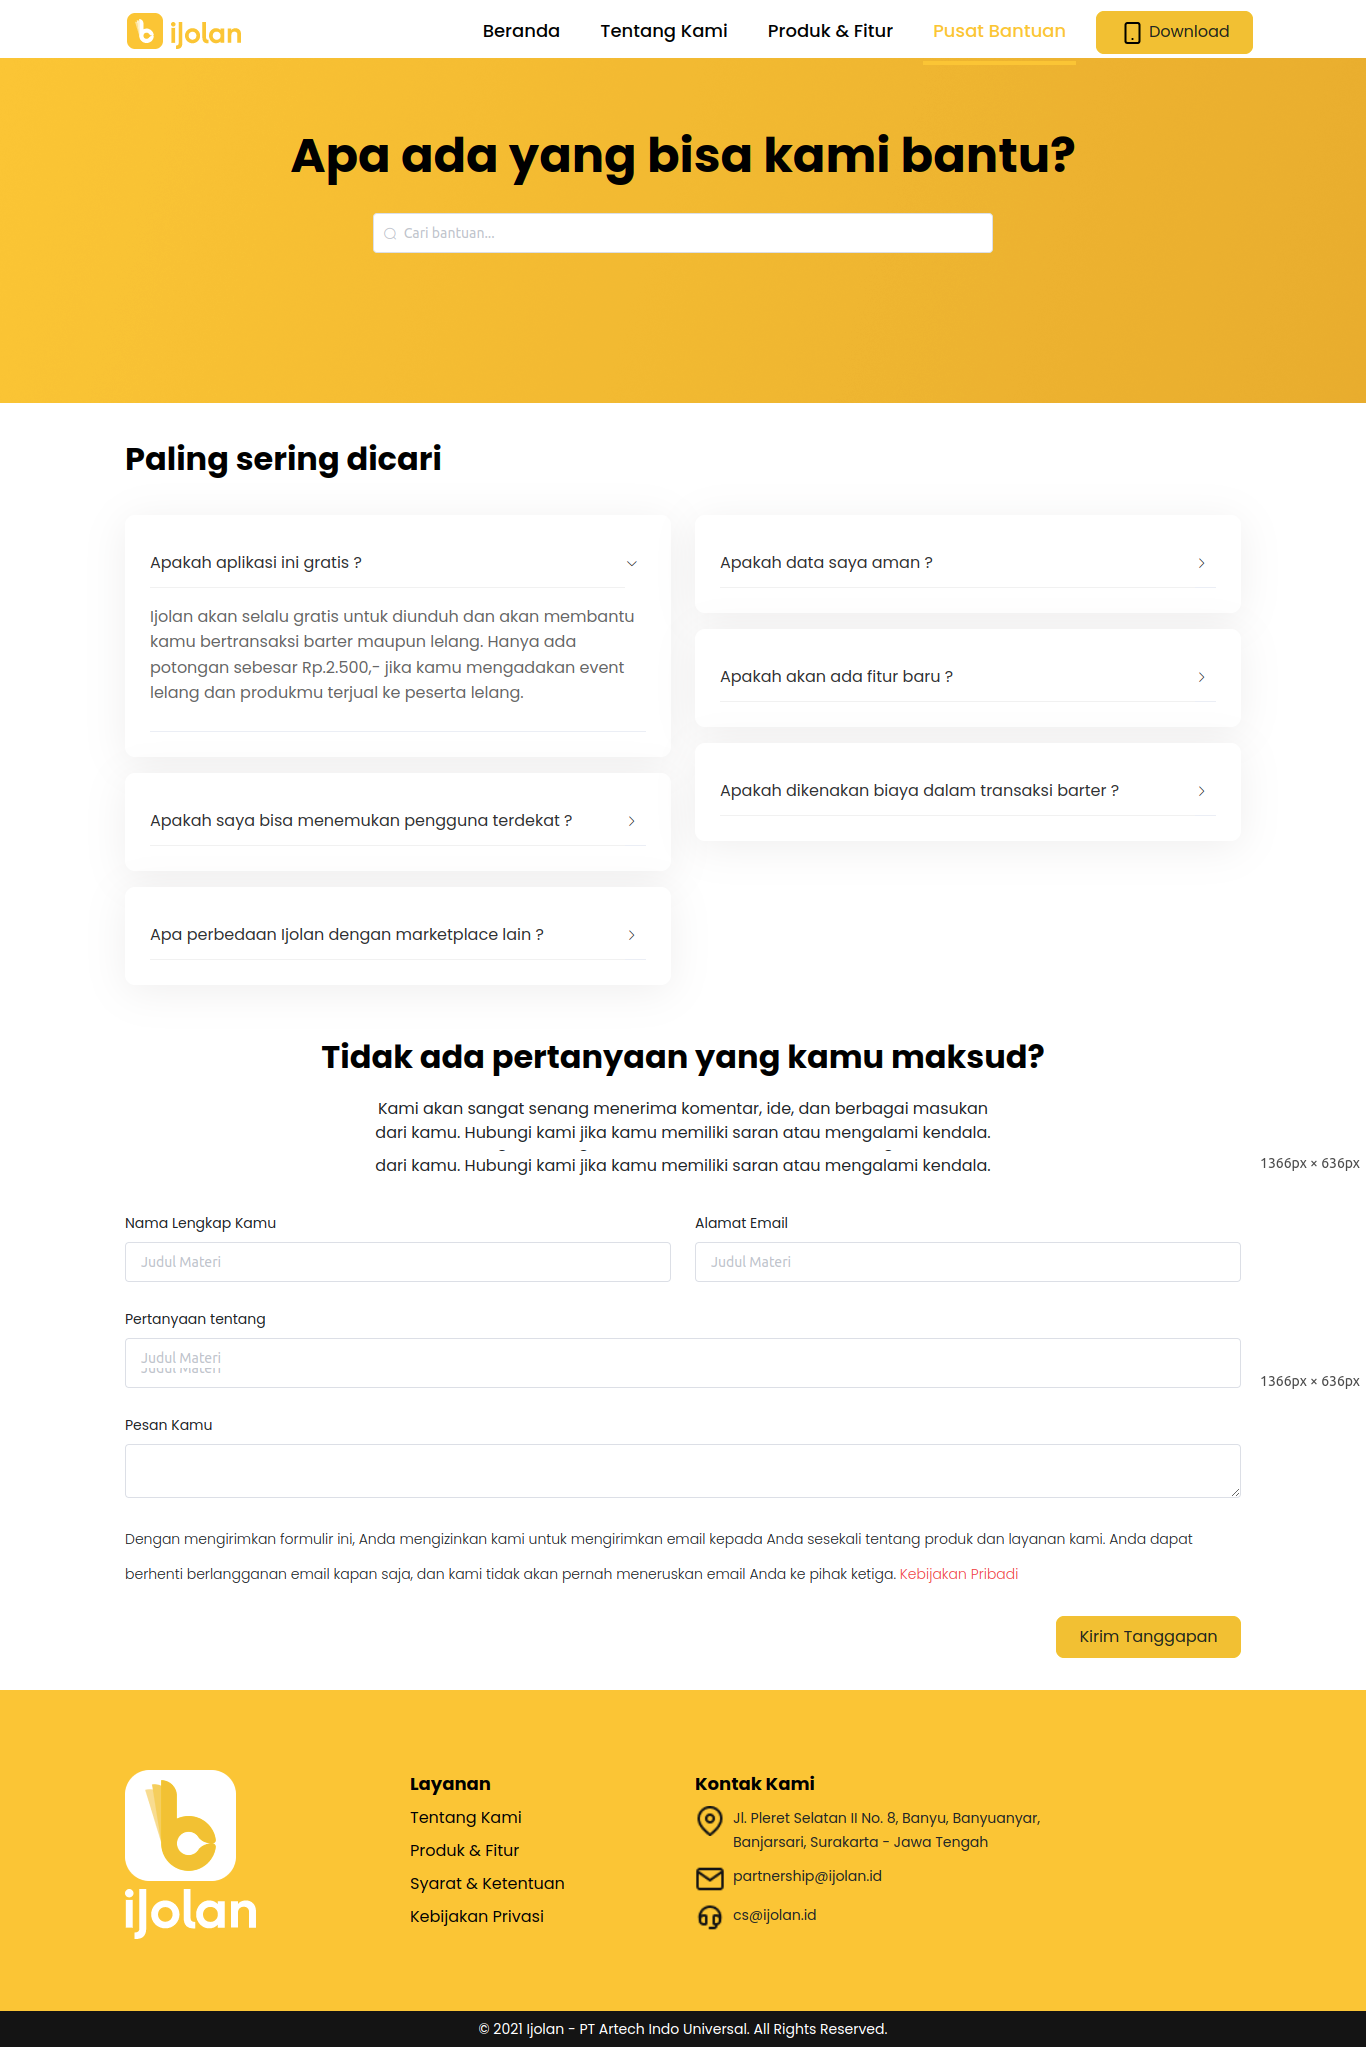 ijolan
Beranda
Tentang Kami
Produk & Fitur
Pusat Bantuan
Download
Apa ada yang bisa kami bantu?
Cari bantuan...
Paling sering dicari
Apakah aplikasi ini gratis ?
Ijolan akan selalu gratis untuk diunduh dan akan membantu
kamu bertransaksi barter maupun lelang. Hanya ada
potongan sebesar Rp.2.500,- jika kamu mengadakan event
lelang dan produkmu terjual ke peserta lelang.
Apakah saya bisa menemukan pengguna terdekat ?
Apa perbedaan Ijolan dengan marketplace lain ?
Apakah data saya aman ?
Apakah akan ada fitur baru ?
Apakah dikenakan biaya dalam transaksi barter ?
Tidak ada pertanyaan yang kamu maksud?
Kami akan sangat senang menerima komentar, ide, dan berbagai masukan
dari kamu. Hubungi kami jika kamu memiliki saran atau mengalami kendala.
dari kamu. Hubungi kami jika kamu memiliki saran atau mengalami kendala.
1366px × 636px
Nama Lengkap Kamu
Judul Materi
Alamat Email
Judul Materi
Pertanyaan tentang
Judul Materi
Judul Materi
1366px × 636px
Pesan Kamu
Dengan mengirimkan formulir ini, Anda mengizinkan kami untuk mengirimkan email kepada Anda sesekali tentang produk dan layanan kami. Anda dapat
berhenti berlangganan email kapan saja, dan kami tidak akan pernah meneruskan email Anda ke pihak ketiga. Kebijakan Pribadi
Kirim Tanggapan
ijolan
Layanan
Tentang Kami
Produk & Fitur
Syarat & Ketentuan
Kebijakan Privasi
Kontak Kami
Jl. Pleret Selatan II No. 8, Banyu, Banyuanyar,
Banjarsari, Surakarta - Jawa Tengah
partnership@ijolan.id
cs@ijolan.id
© 2021 Ijolan - PT Artech Indo Universal. All Rights Reserved.